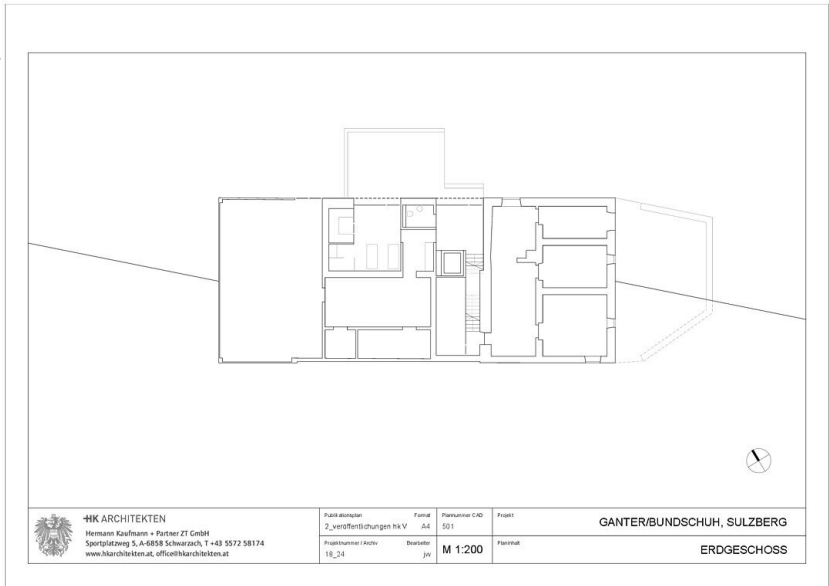 HK ARCHITEKTEN
Hermann Kaufmann + Partner ZT GmbH
Sportplatzweg 5, A-6858 Schwarzach, T +43 5572 58174
www.hkarchitekten.at, office@hkarchitekten.at
Publikationsplan Format
2_veröffentlichungen hk V A4
Projektnummer / Archiv Bearbeiter
18_24 jw
Plannummer CAD
501
M 1:200
Projekt
GANTER/BUNDSCHUH, SULZBERG
Planinhalt
ERDGESCHOSS